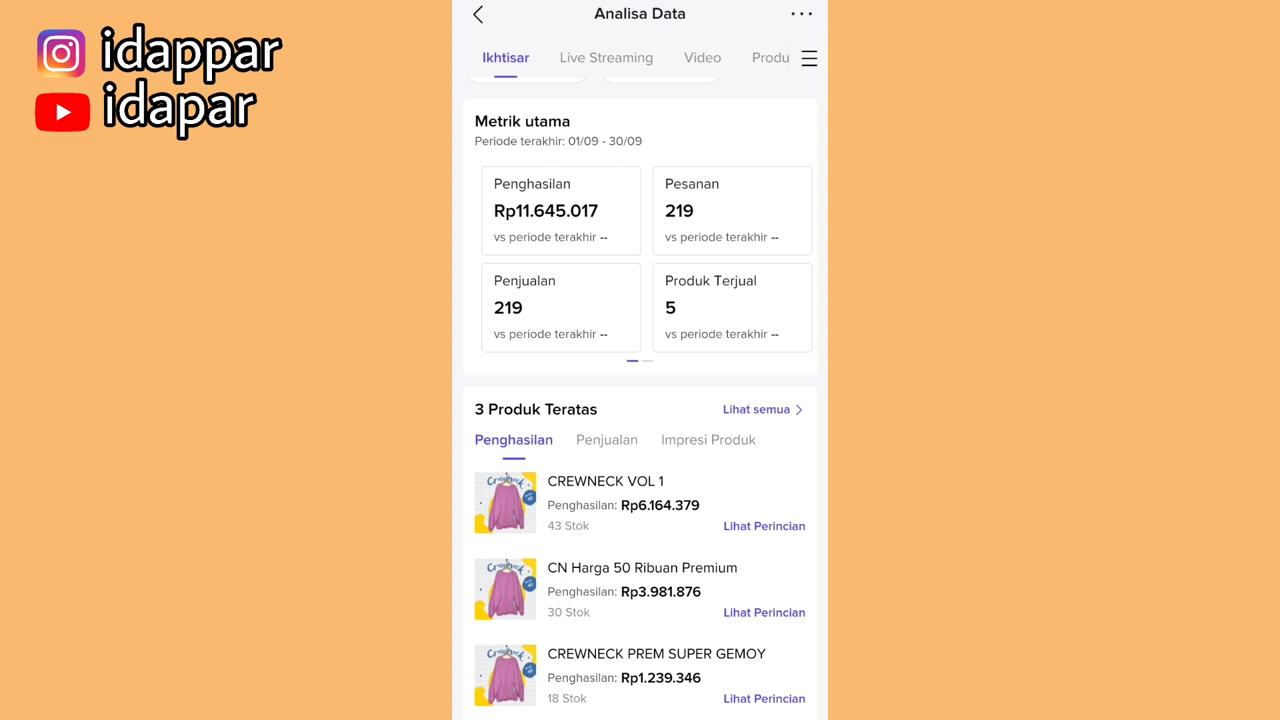 idappar
idapar
Analisa Data
Ikhtisar Live Streaming Video Produ
Metrik utama
Periode terakhir: 01/09 - 30/09
Penghasilan
Rp11.645.017
vs periode terakhir --
Pesanan
219
vs periode terakhir --
Penjualan
219
vs periode terakhir --
Produk Terjual
5
vs periode terakhir --
3 Produk Teratas
Lihat semua
Penghasilan Penjualan Impresi Produk
Crewneck
CREWNECK VOL 1
Penghasilan: Rp6.164.379
43 Stok
Lihat Perincian
Crewneck
CN Harga 50 Ribuan Premium
Penghasilan: Rp3.981.876
30 Stok
Lihat Perincian
Crewneck
CREWNECK PREM SUPER GEMOY
Penghasilan: Rp1.239.346
18 Stok
Lihat Perincian